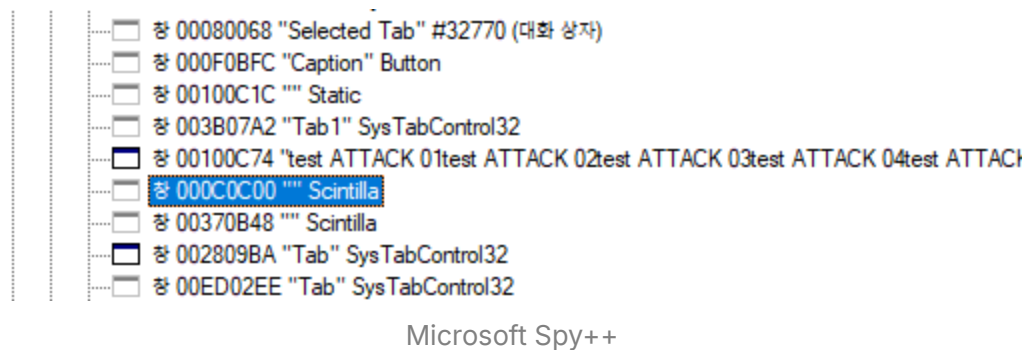 창 00080068 "Selected Tab" #32770 (대화 상자)
창 000F0BFC "Caption" Button
창 00100C1C "" Static
창 003B07A2 "Tab1" SysTabControl32
창 00100C74 "test ATTACK 01test ATTACK 02test ATTACK 03test ATTACK 04test ATTACK
창 000C0C00 "" Scintilla
창 00370B48 "" Scintilla
창 002809BA "Tab" SysTabControl32
창 00ED02EE "Tab" SysTabControl32
Microsoft Spy++